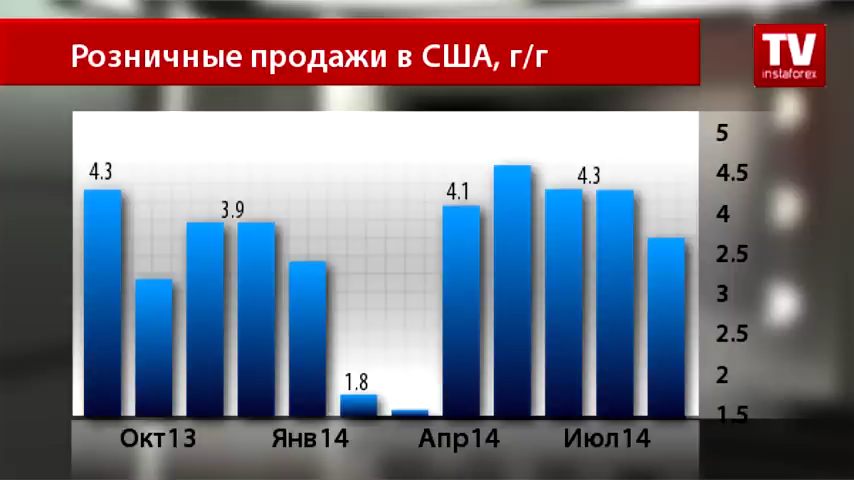 Розничные продажи в США, г/г
TV
instaforex
4.3
3.9
1.8
4.1
4.3
5
4.5
4
2.5
3
2.5
2
1.5
Окт13
Янв14
Апр14
Июл14